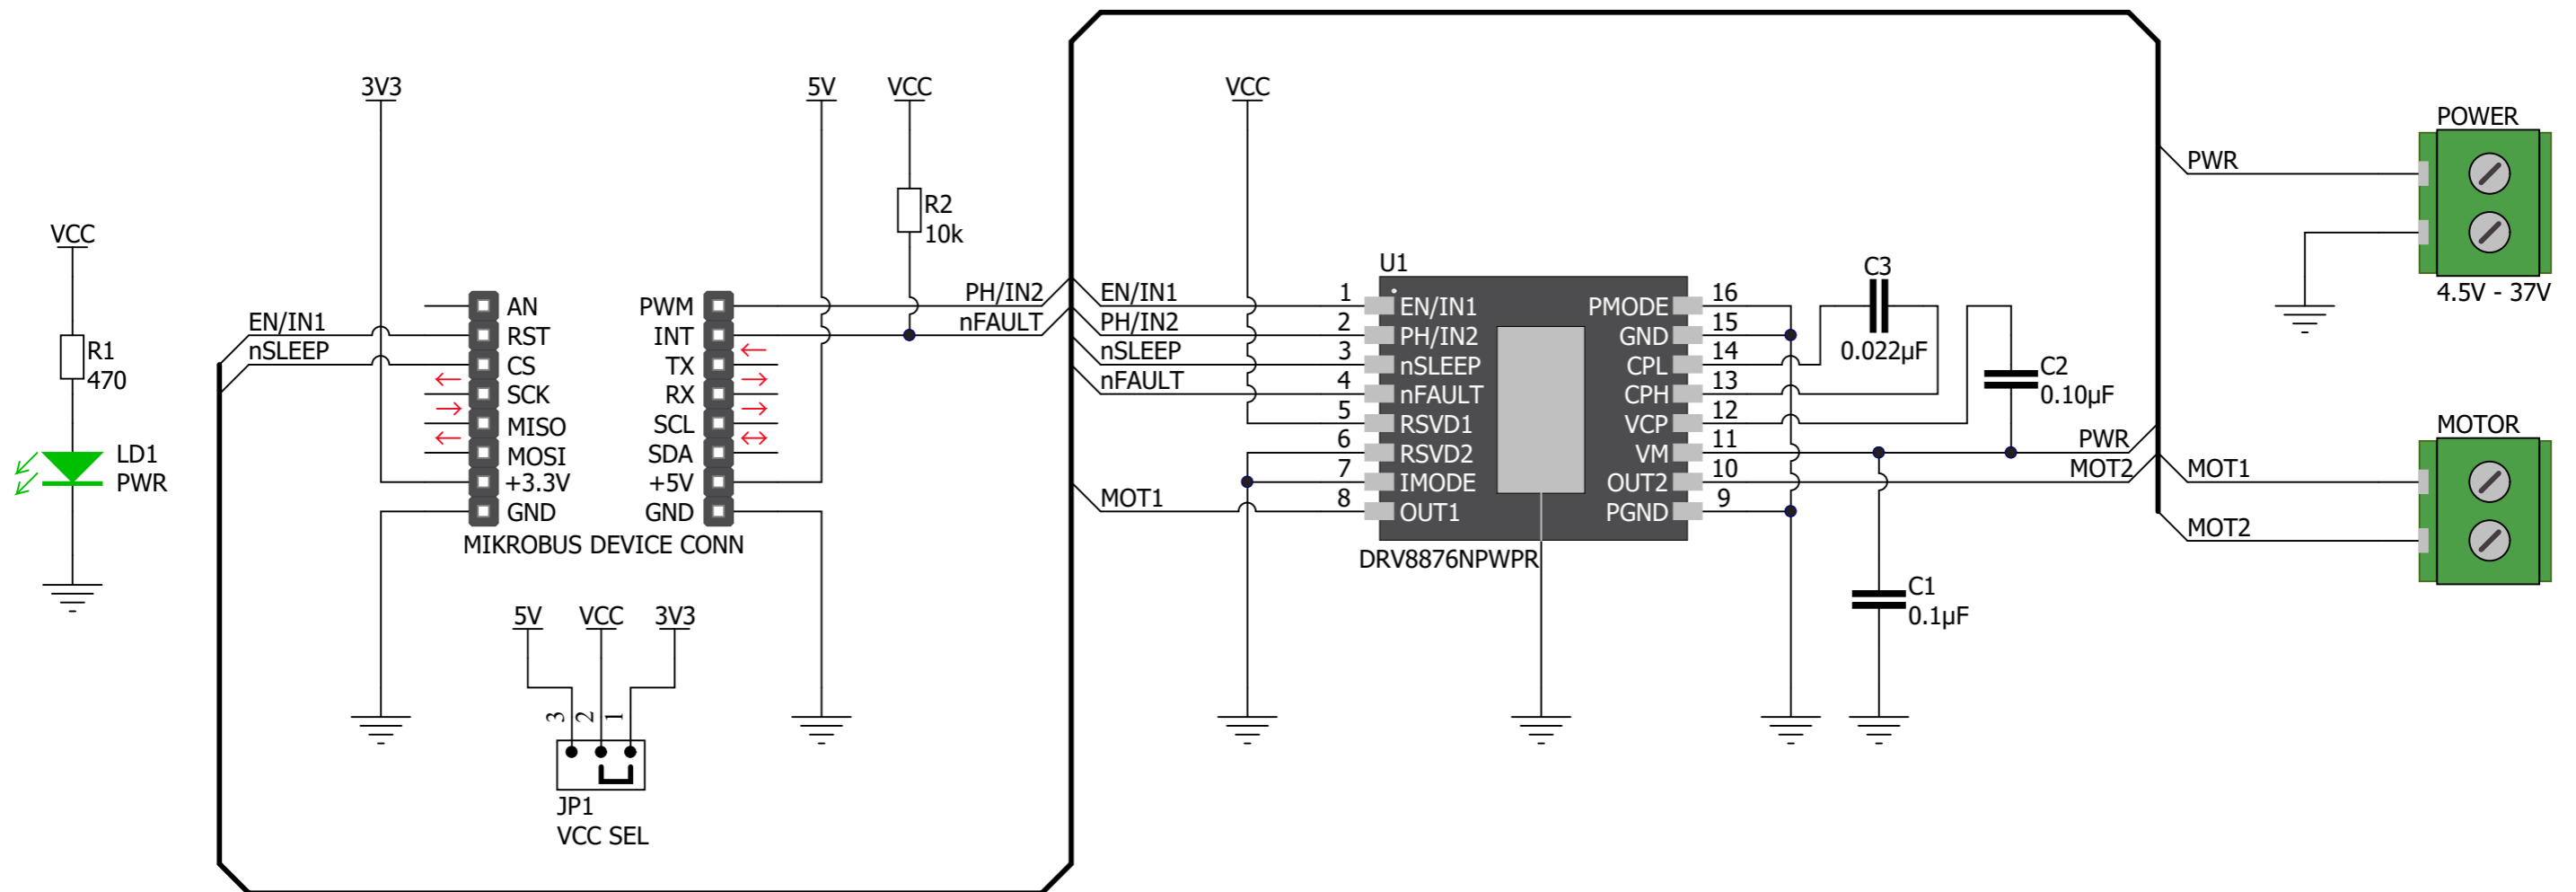 3V3
5V
VCC
VCC
POWER
PWR
4.5V - 37V
VCC
R1
470
LD1
PWR
R2
10k
EN/IN1
nSLEEP
AN
RST
CS
SCK
MISO
MOSI
+3.3V
GND
PWM
INT
TX
RX
SCL
SDA
+5V
GND
MIKROBUS DEVICE CONN
PH/IN2
nFAULT
EN/IN1
PH/IN2
nSLEEP
nFAULT
MOT1
1
2
3
4
5
6
7
8
U1
EN/IN1
PH/IN2
nSLEEP
nFAULT
RSVD1
RSVD2
IMODE
OUT1
PMODE
GND
CPL
CPH
VCP
VM
OUT2
PGND
DRV8876NPWPR
16
15
14
13
12
11
10
9
C3
0.022µF
C2
0.10µF
C1
0.1µF
PWR
MOT2
MOTOR
MOT1
MOT2
5V
VCC
3V3
3
2
1
JP1
VCC SEL